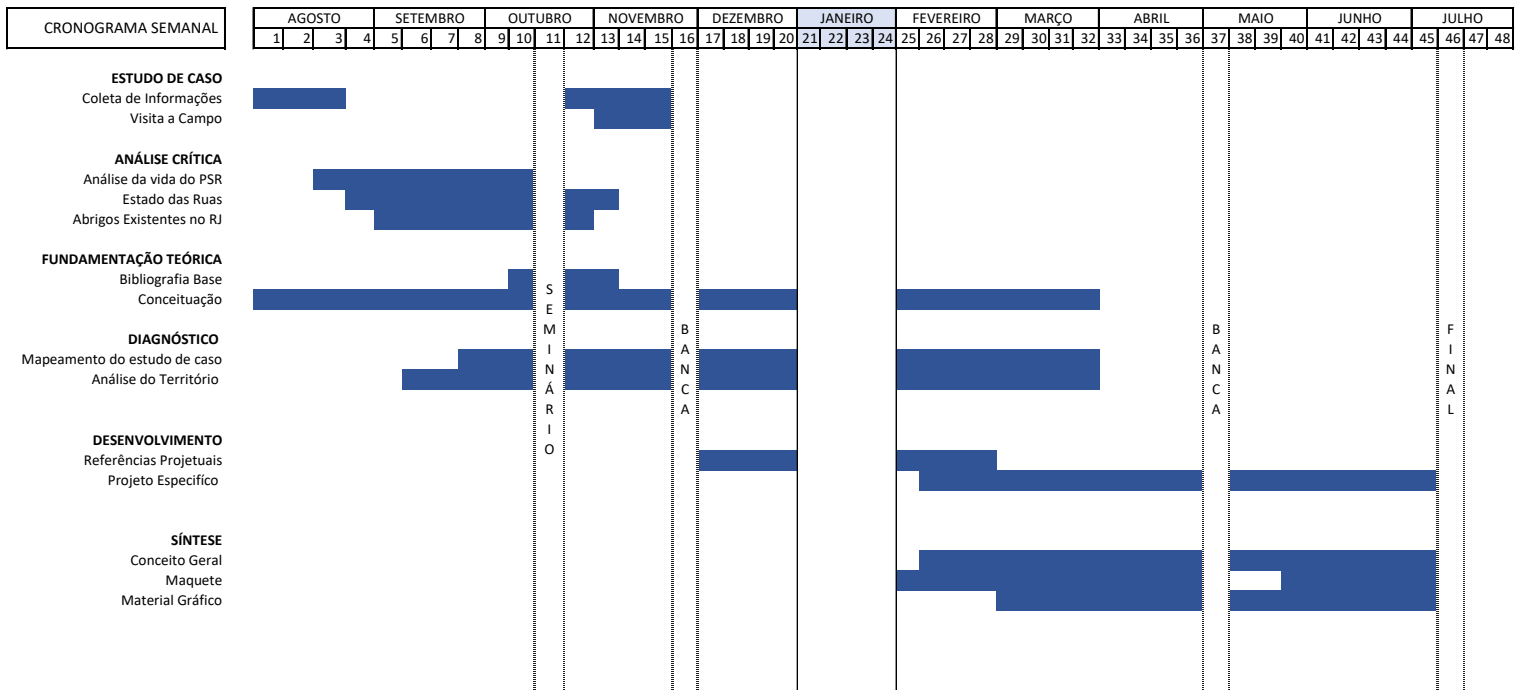 CRONOGRAMA SEMANAL
AGOSTO SETEMBRO OUTUBRO NOVEMBRO DEZEMBRO JANEIRO FEVEREIRO MARÇO ABRIL MAIO JUNHO JULHO
1 2 3 4 5 6 7 8 9 10 11 12 13 14 15 16 17 18 19 20 21 22 23 24 25 26 27 28 29 30 31 32 33 34 35 36 37 38 39 40 41 42 43 44 45 46 47 48
ESTUDO DE CASO
Coleta de Informações
Visita a Campo
ANÁLISE CRÍTICA
Análise da vida do PSR
Estado das Ruas
Abrigos Existentes no RJ
FUNDAMENTAÇÃO TEÓRICA
Bibliografia Base
Conceituação
DIAGNÓSTICO
Mapeamento do estudo de caso
Análise do Território
DESENVOLVIMENTO
Referências Projetuais
Projeto Especifíco
SÍNTESE
Conceito Geral
Maquete
Material Gráfico
SEMINÁRIO
BANCA
BANCA
FINAL